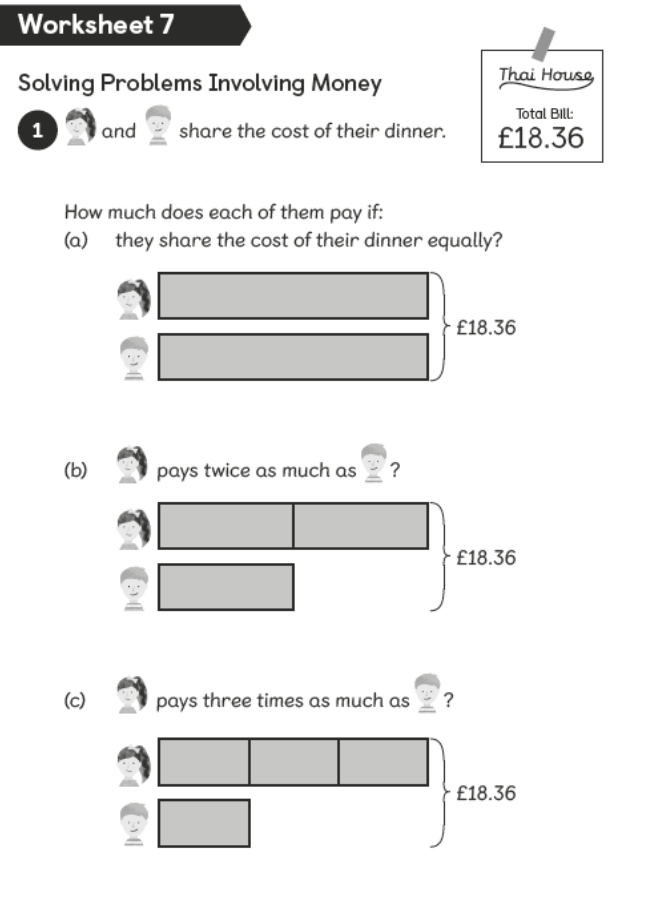 Worksheet 7
Solving Problems Involving Money
Thai House
Total Bill:
£18.36
1 and share the cost of their dinner.
How much does each of them pay if:
(a) they share the cost of their dinner equally?
£18.36
(b) pays twice as much as ?
£18.36
(c) pays three times as much as ?
£18.36